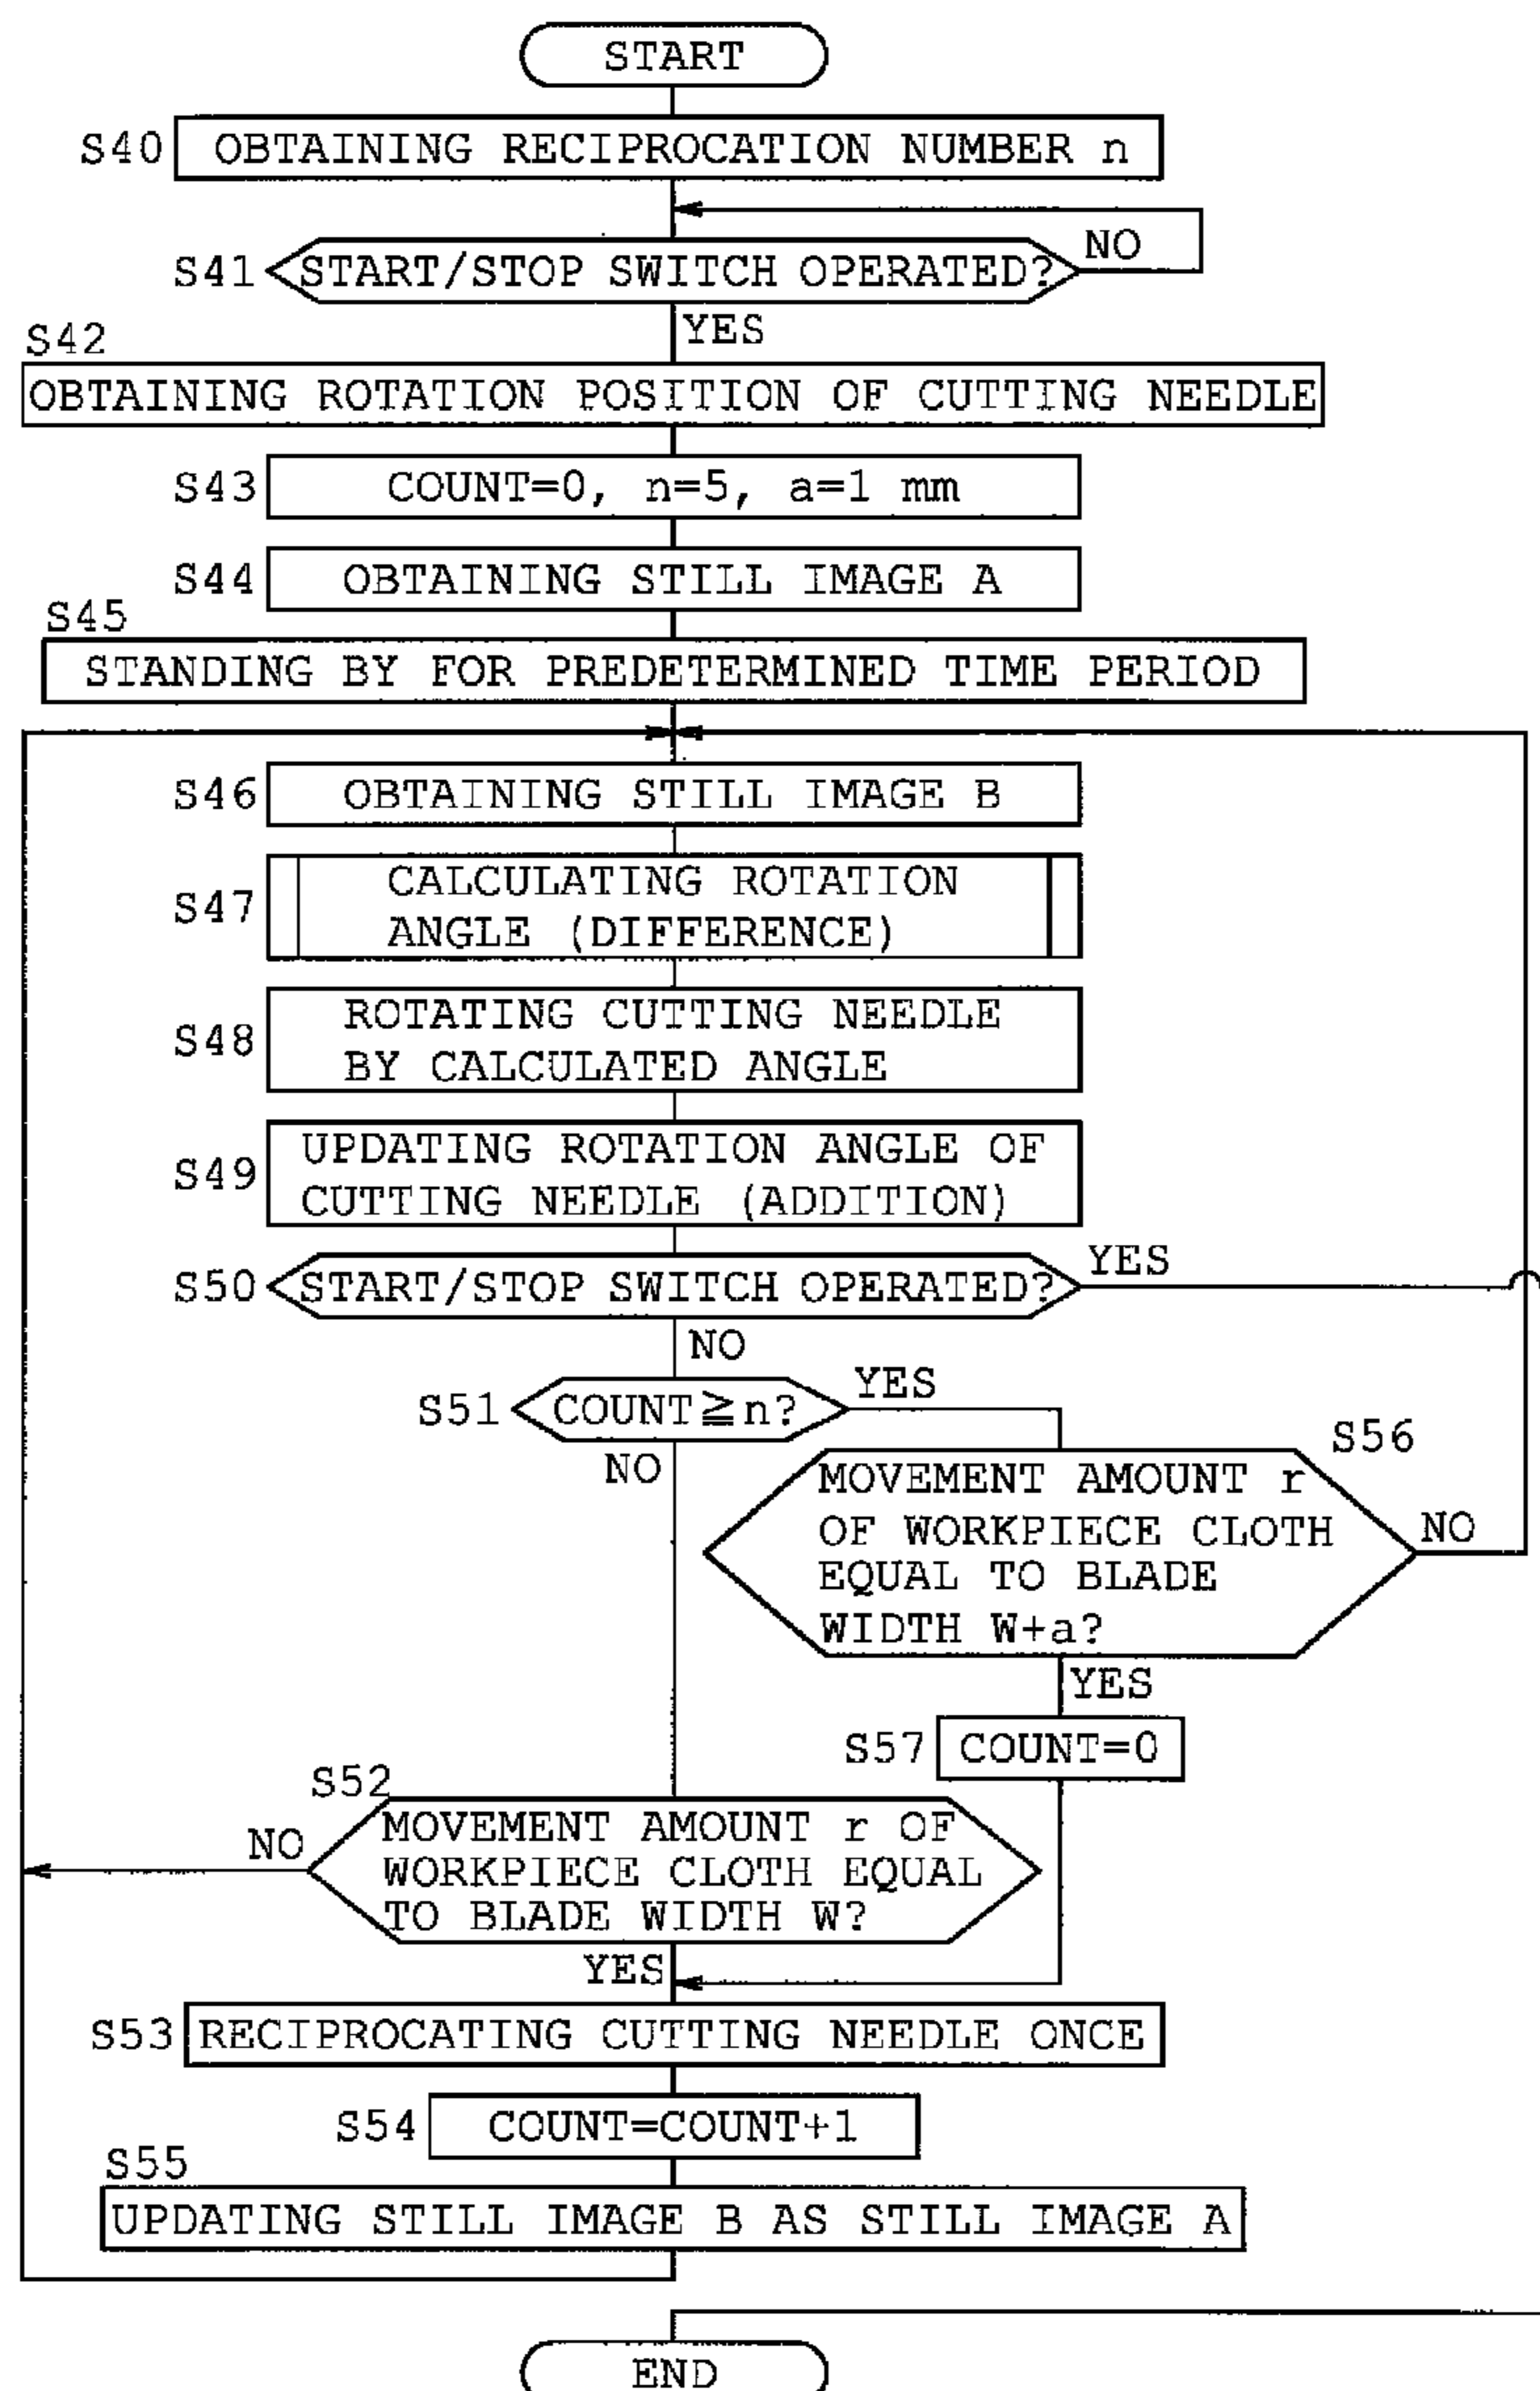 START
S40 OBTAINING RECIPROCATION NUMBER n
S41 START/STOP SWITCH OPERATED? NO
YES
S42
OBTAINING ROTATION POSITION OF CUTTING NEEDLE
S43 COUNT=0, n=5, a=1 mm
S44 OBTAINING STILL IMAGE A
S45
STANDING BY FOR PREDETERMINED TIME PERIOD
S46 OBTAINING STILL IMAGE B
S47 CALCULATING ROTATION
ANGLE (DIFFERENCE)
S48 ROTATING CUTTING NEEDLE
BY CALCULATED ANGLE
S49 UPDATING ROTATION ANGLE OF
CUTTING NEEDLE (ADDITION)
S50 START/STOP SWITCH OPERATED? YES
NO
S51 COUNT≧n? YES
NO
S56
MOVEMENT AMOUNT r
OF WORKPIECE CLOTH
EQUAL TO BLADE
WIDTH W+a?
NO
YES
S57 COUNT=0
S52
MOVEMENT AMOUNT r OF
WORKPIECE CLOTH EQUAL
TO BLADE WIDTH W?
NO
YES
S53 RECIPROCATING CUTTING NEEDLE ONCE
S54 COUNT=COUNT+1
S55
UPDATING STILL IMAGE B AS STILL IMAGE A
END